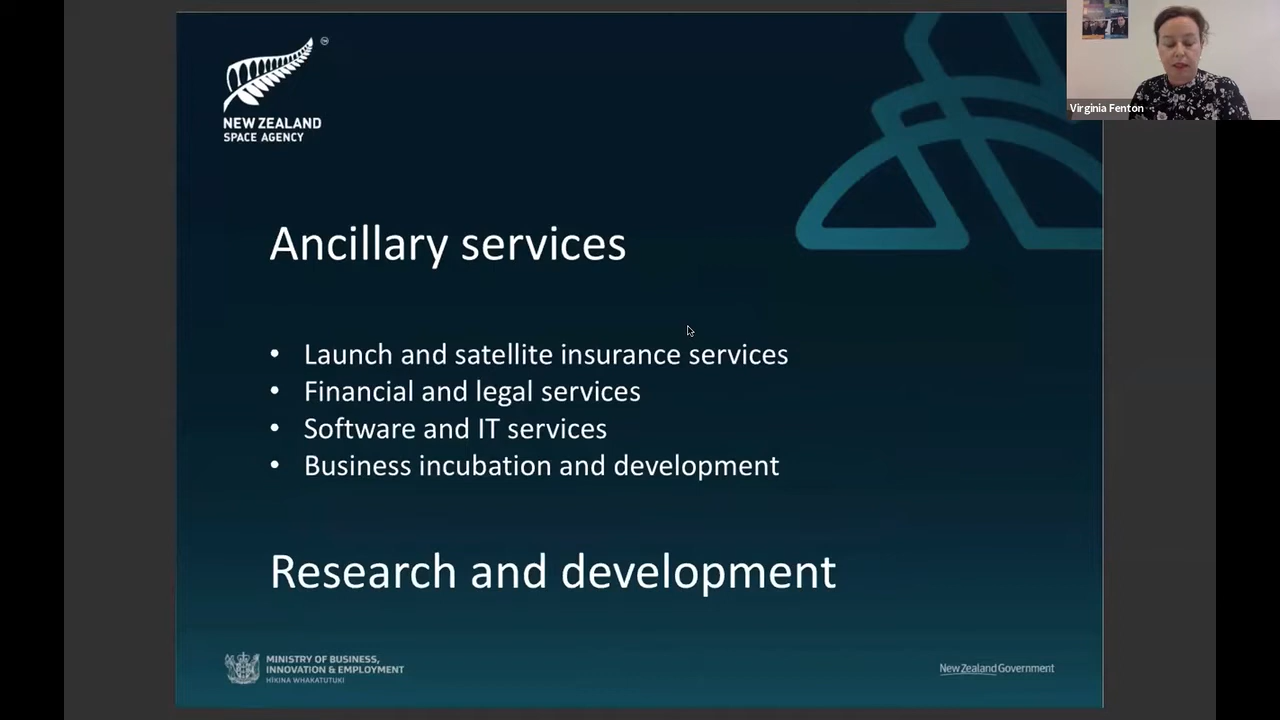 NEW ZEALAND
SPACE AGENCY
Virginia Fenton
Ancillary services
• Launch and satellite insurance services
• Financial and legal services
• Software and IT services
• Business incubation and development
Research and development
MINISTRY OF BUSINESS,
INNOVATION & EMPLOYMENT
HĪKINA WHAKATUTUKI
New Zealand Government